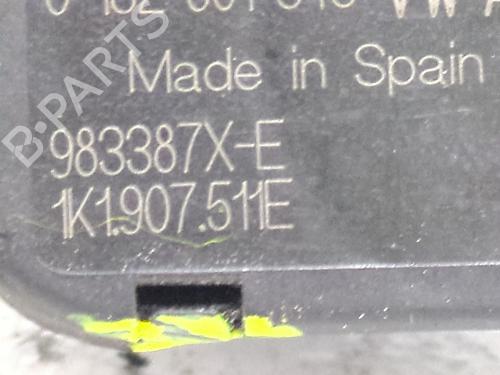 Made in Spain
983387X-E
1K1.907.511E
B-PARTS